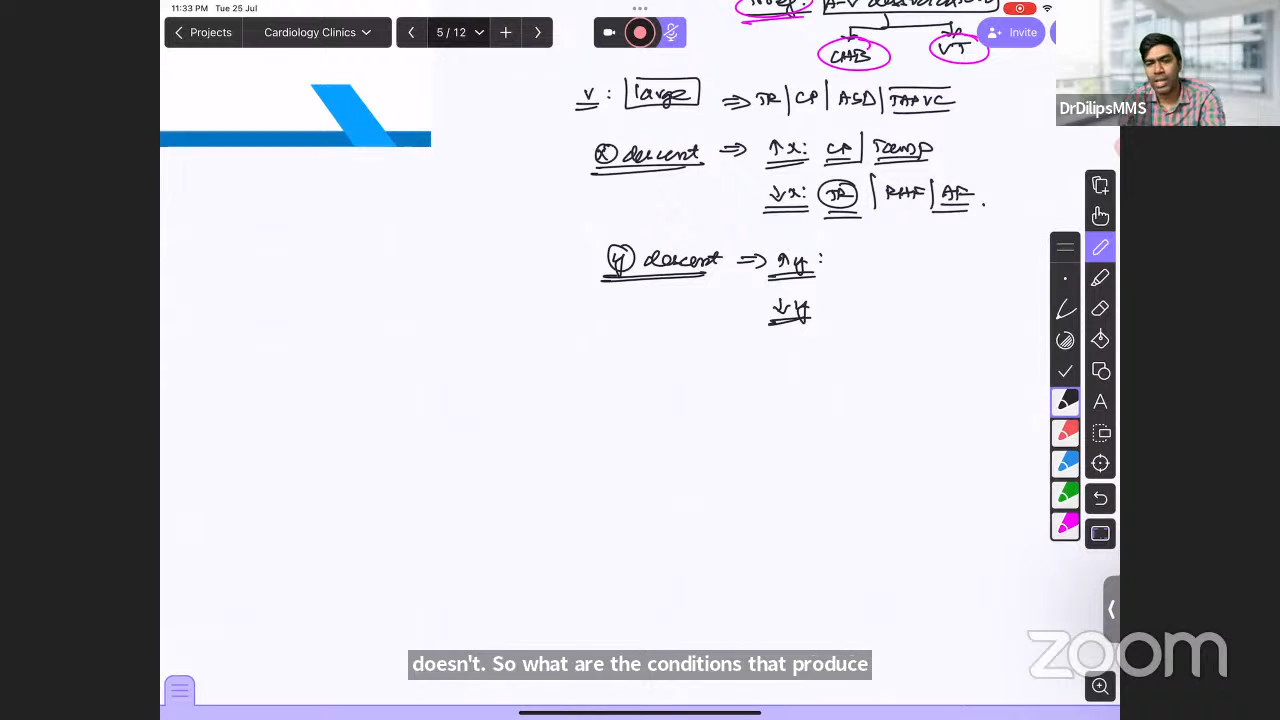 11:33 PM Tue 25 Jul
Projects Cardiology Clinics 5 / 12 Invite
CHB VT
DrDilipsMMS
v : large ⇒ TR | CP | ASD | TAPVC
x descent ⇒ ↑x: CP | Tamp
↓x: TR | RHF | AF .
y descent ⇒ ↑y :
↓y
A
doesn't. So what are the conditions that produce
zoom